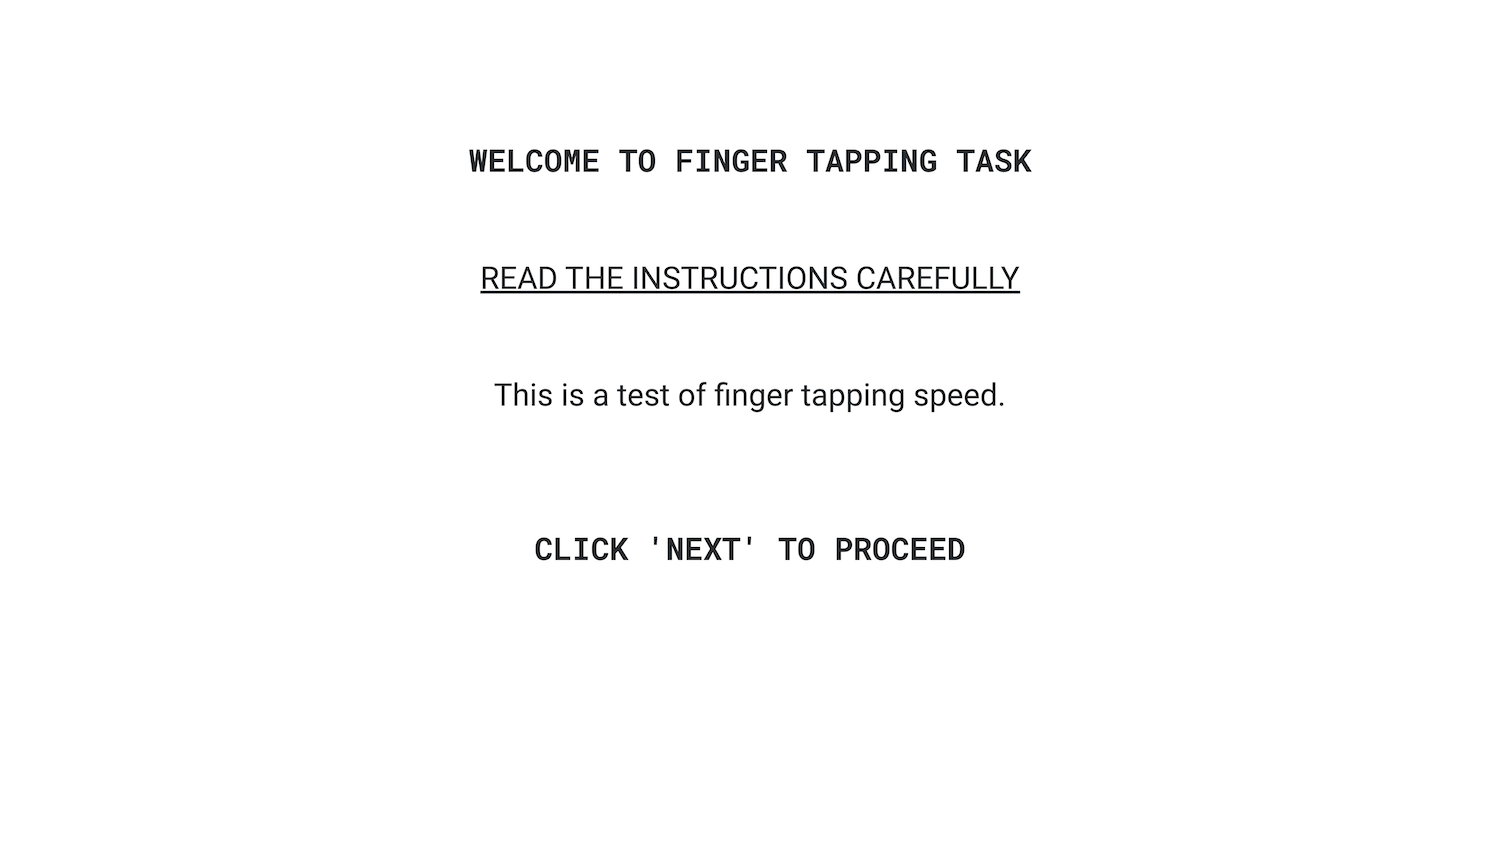 WELCOME TO FINGER TAPPING TASK
READ THE INSTRUCTIONS CAREFULLY
This is a test of finger tapping speed.
CLICK 'NEXT' TO PROCEED